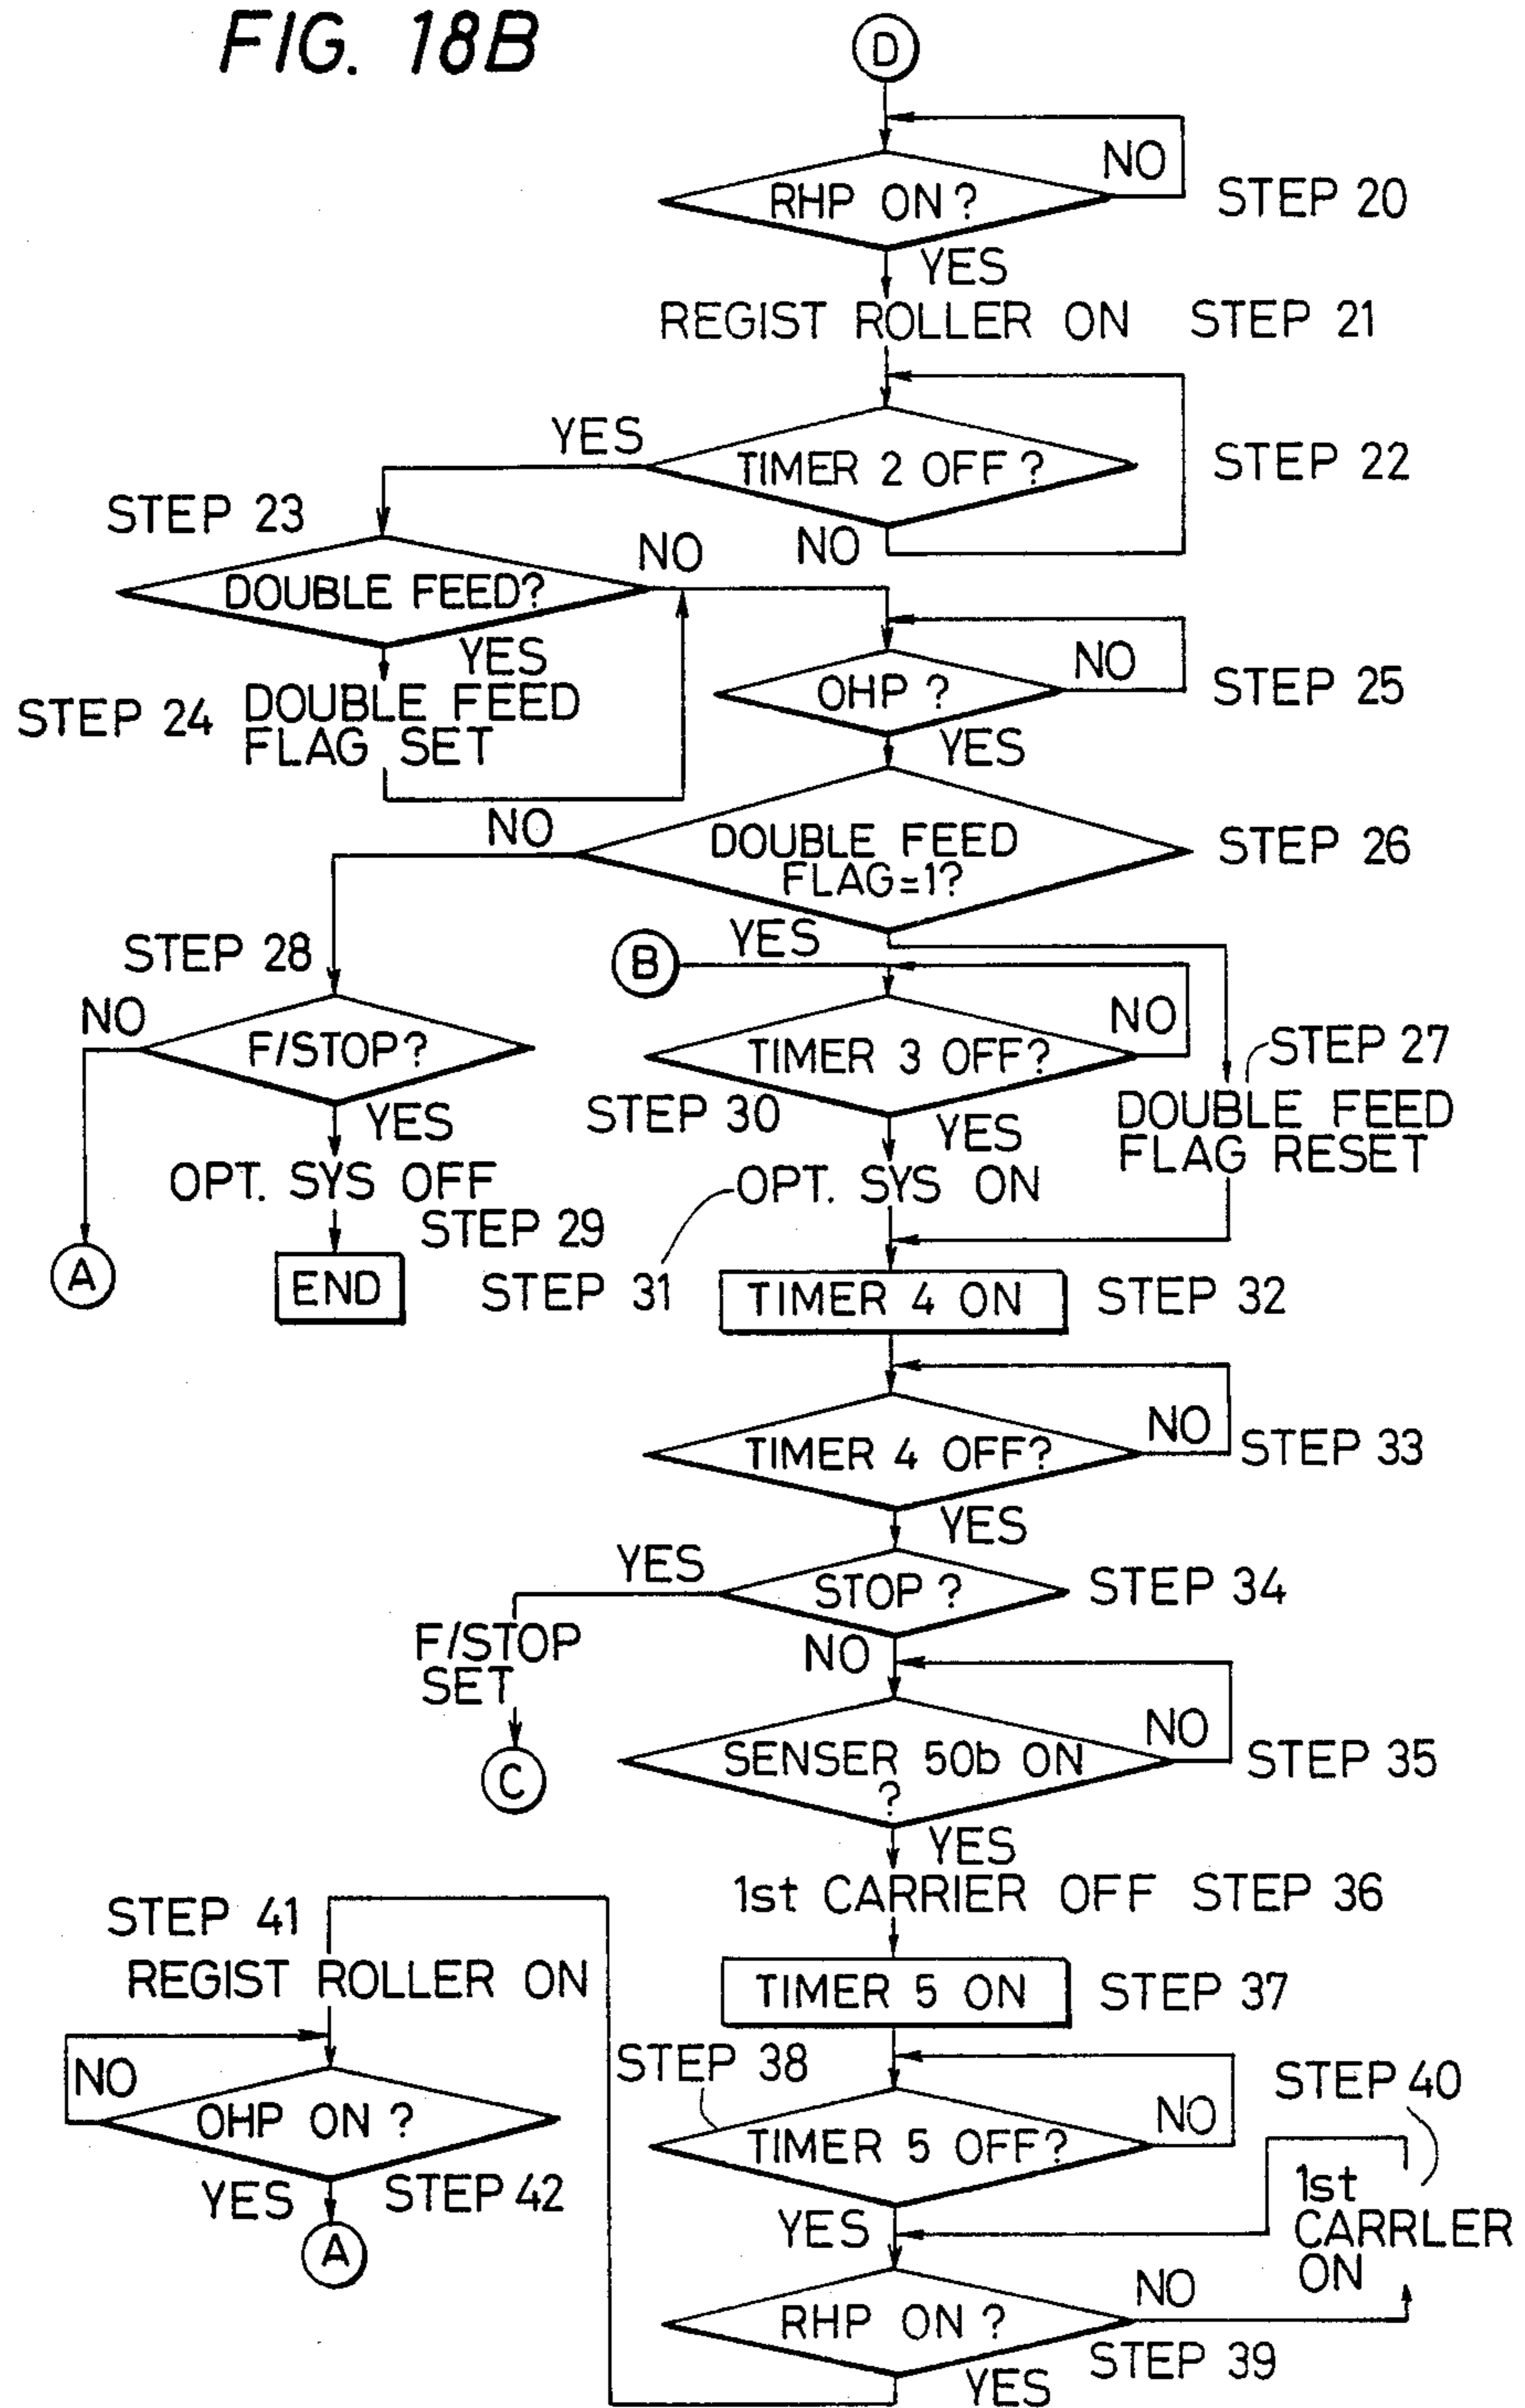 FIG. 18B
D
NO
RHP ON?
STEP 20
YES
REGIST ROLLER ON STEP 21
YES
TIMER 2 OFF?
STEP 22
STEP 23
NO
NO
DOUBLE FEED?
YES
NO
STEP 24
DOUBLE FEED
FLAG SET
OHP ?
STEP 25
YES
NO
DOUBLE FEED
FLAG=1?
STEP 26
STEP 28
YES
B
NO
NO
F/STOP?
TIMER 3 OFF?
STEP 27
STEP 30
DOUBLE FEED
FLAG RESET
YES
YES
OPT. SYS OFF
OPT. SYS ON
STEP 29
A
END
STEP 31
TIMER 4 ON
STEP 32
NO
TIMER 4 OFF?
STEP 33
YES
YES
STOP ?
STEP 34
F/STOP
SET
NO
C
NO
SENSER 50b ON
?
STEP 35
YES
1st CARRIER OFF STEP 36
STEP 41
REGIST ROLLER ON
TIMER 5 ON
STEP 37
STEP 38
NO
STEP 40
OHP ON ?
NO
TIMER 5 OFF?
YES
STEP 42
A
YES
1st
CARRLER
ON
NO
RHP ON ?
STEP 39
YES